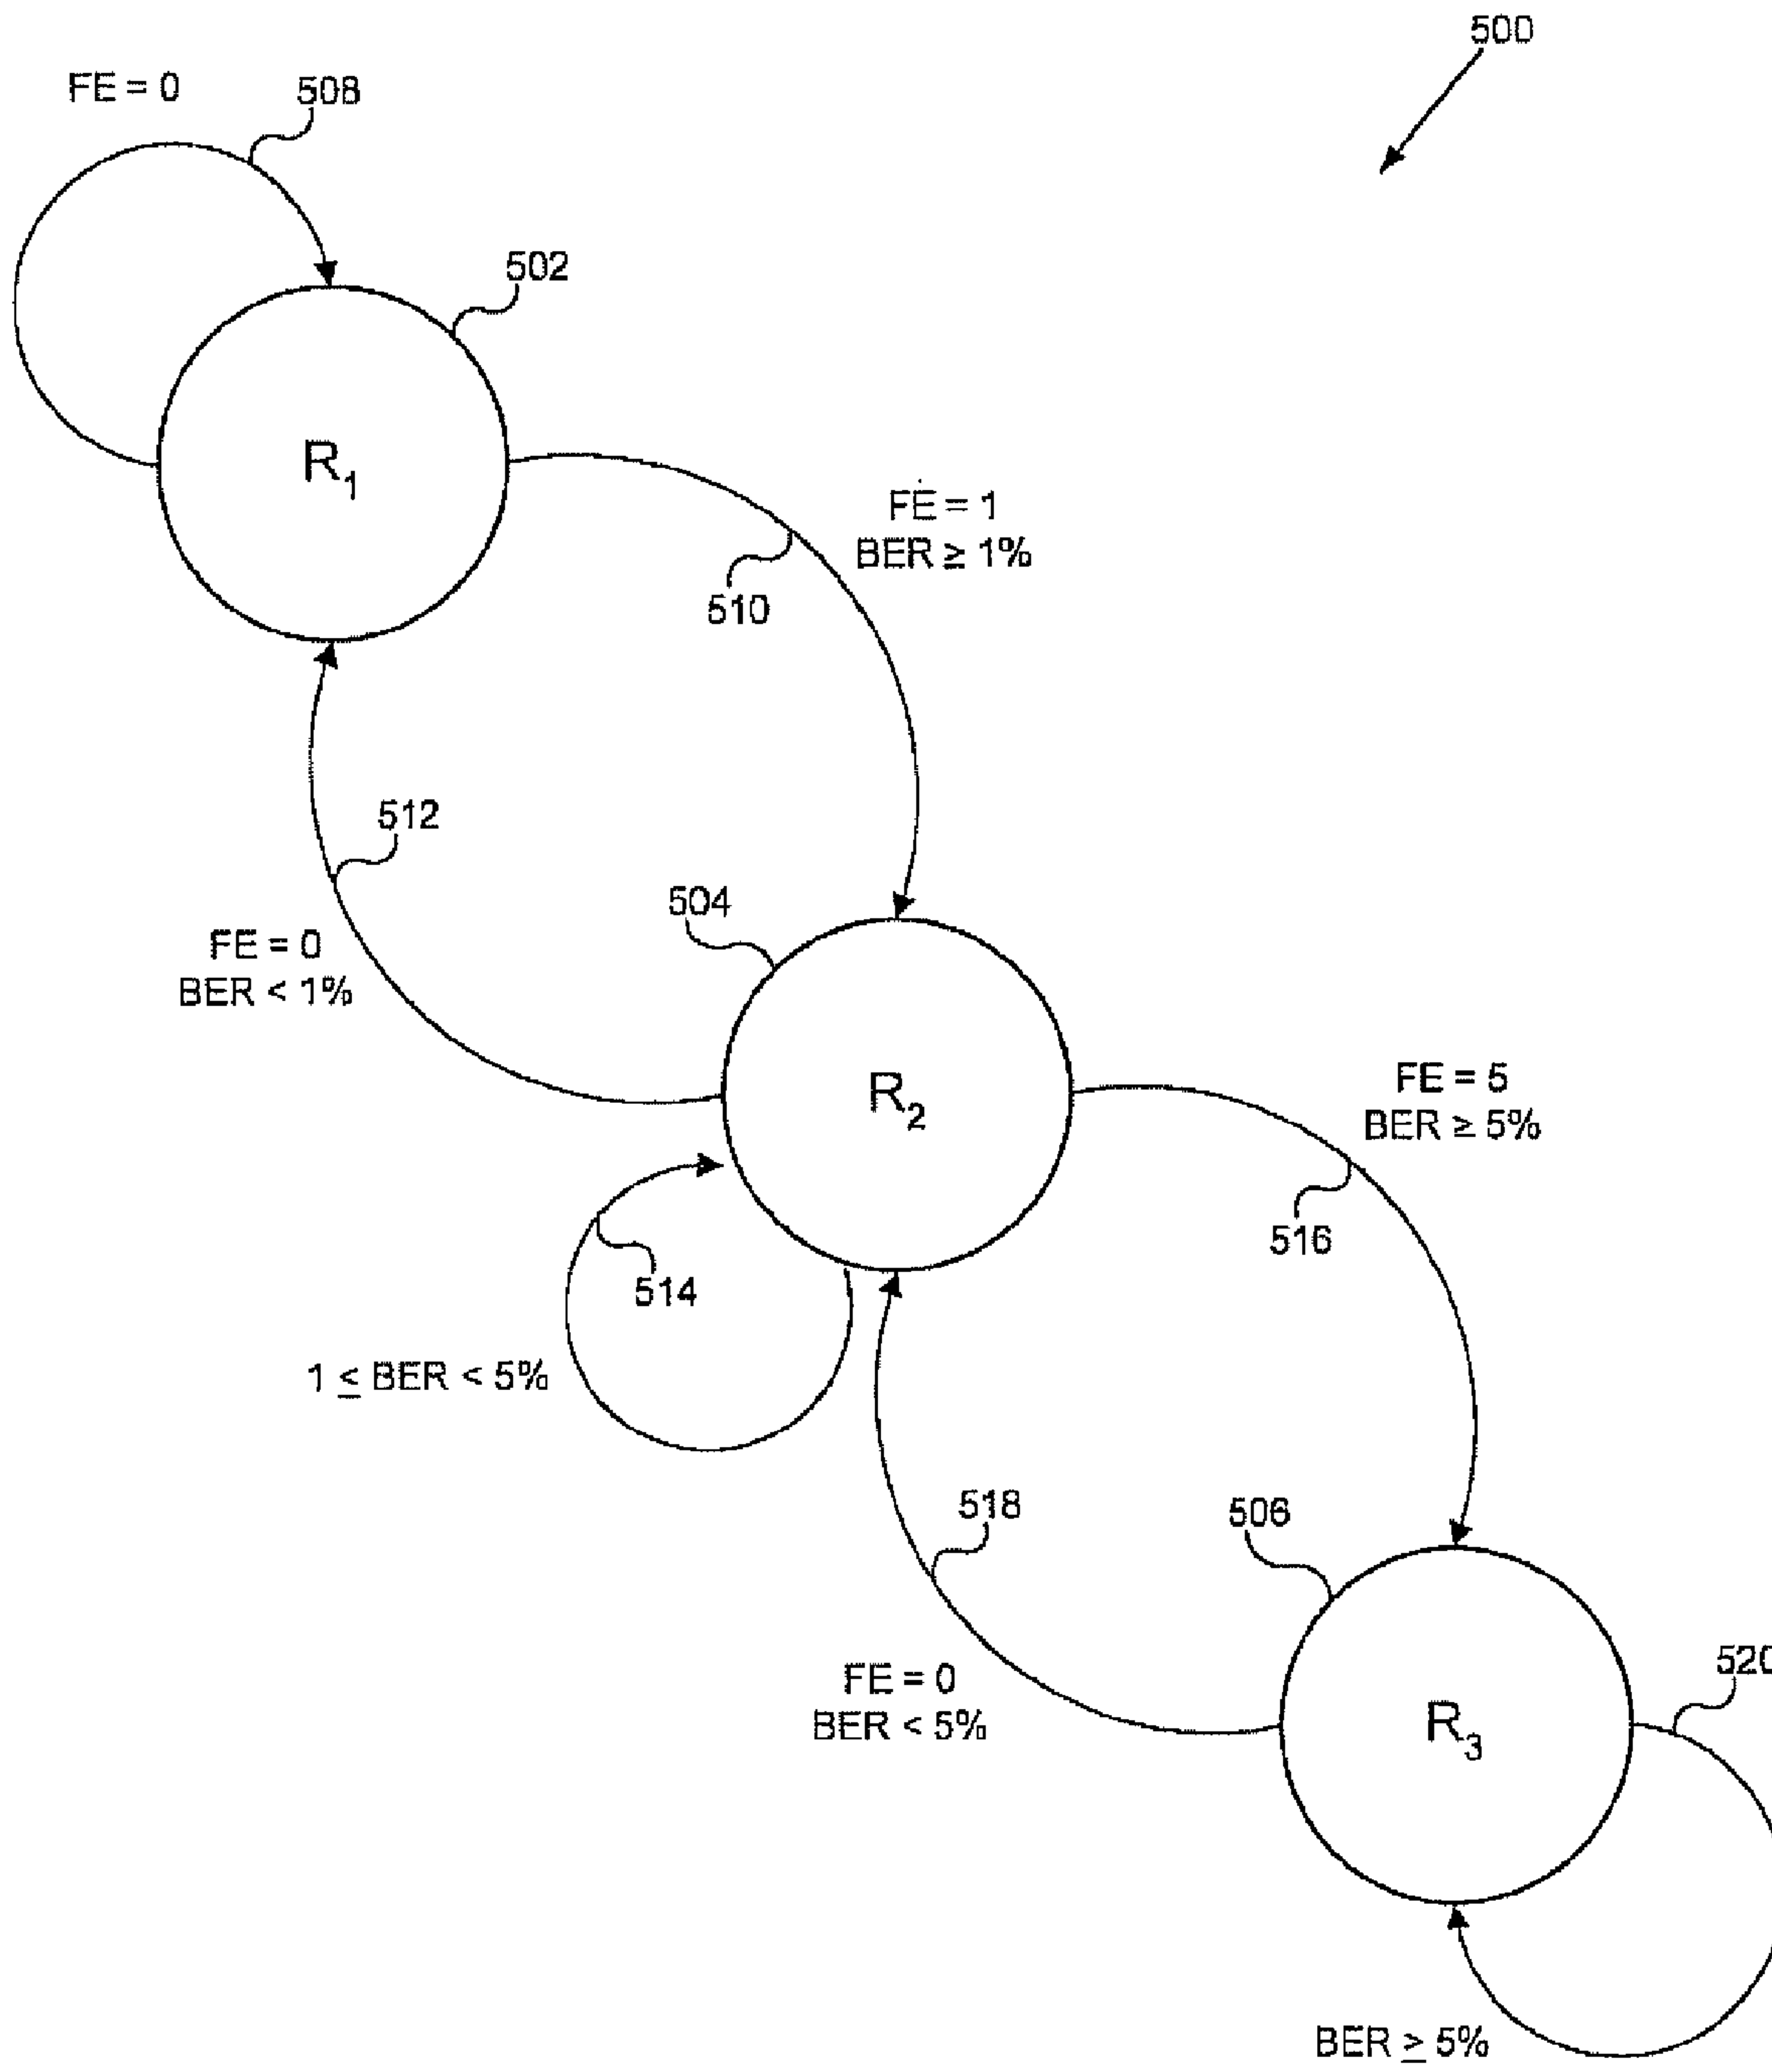 500
FE = 0
508
502
R1
FE = 1
BER ≥ 1%
510
512
504
FE = 0
BER < 1%
R2
FE = 5
BER ≥ 5%
516
514
1 ≤ BER < 5%
518
506
FE = 0
BER < 5%
R3
520
BER ≥ 5%